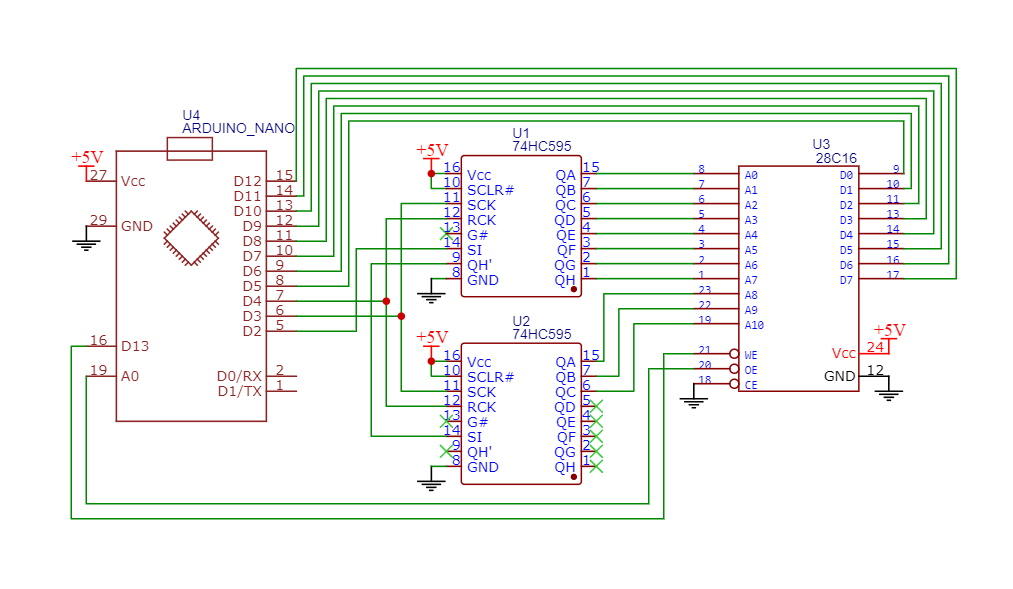 U4
ARDUINO_NANO
+5V
27 Vcc
29 GND
16 D13
19 A0
D12 15
D11 14
D10 13
D9 12
D8 11
D7 10
D6 9
D5 8
D4 7
D3 6
D2 5
D0/RX 2
D1/TX 1
U1
74HC595
+5V
16 Vcc QA 15
10 SCLR# QB 7
11 SCK QC 6
12 RCK QD 5
13 G# QE 4
14 SI QF 3
9 QH' QG 2
8 GND QH 1
U2
74HC595
+5V
16 Vcc QA 15
10 SCLR# QB 7
11 SCK QC 6
12 RCK QD 5
13 G# QE 4
14 SI QF 3
9 QH' QG 2
8 GND QH 1
U3
28C16
8 A0 D0 9
7 A1 D1 10
6 A2 D2 11
5 A3 D3 13
4 A4 D4 14
3 A5 D5 15
2 A6 D6 16
1 A7 D7 17
23 A8
22 A9
19 A10
+5V
21 WE Vcc 24
20 OE GND 12
18 CE